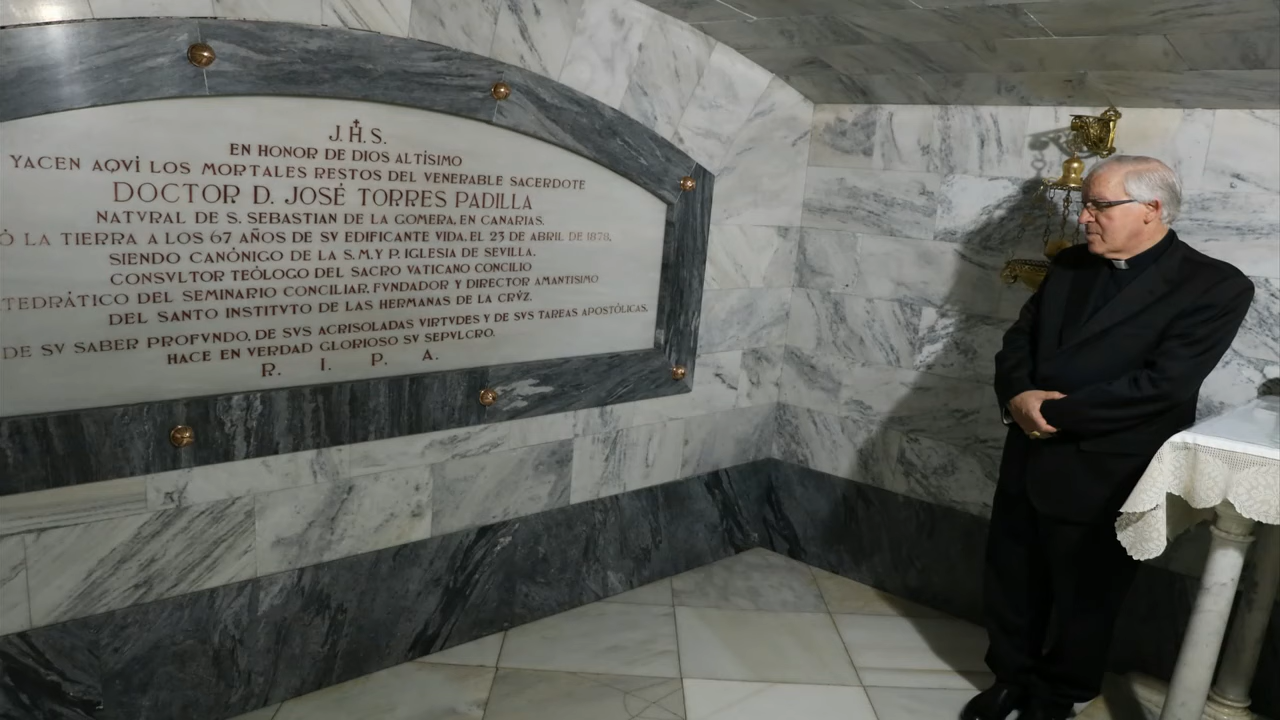 J.H.S.
EN HONOR DE DIOS ALTÍSIMO
YACEN AQVÍ LOS MORTALES RESTOS DEL VENERABLE SACERDOTE
DOCTOR D. JOSÉ TORRES PADILLA
NATVRAL DE S. SEBASTIAN DE LA GOMERA, EN CANARIAS.
Ó LA TIERRA A LOS 67 AÑOS DE SV EDIFICANTE VIDA, EL 23 DE ABRIL DE 1878,
SIENDO CANÓNIGO DE LA S. M. Y P. IGLESIA DE SEVILLA.
CONSVLTOR TEÓLOGO DEL SACRO VATICANO CONCILIO
TEDRÁTICO DEL SEMINARIO CONCILIAR, FVNDADOR Y DIRECTOR AMANTISIMO
DEL SANTO INSTITVTO DE LAS HERMANAS DE LA CRVZ.
DE SV SABER PROFVNDO, DE SVS ACRISOLADAS VIRTVDES Y DE SVS TAREAS APOSTÓLICAS,
HACE EN VERDAD GLORIOSO SV SEPVLCRO.
R. I. P. A.